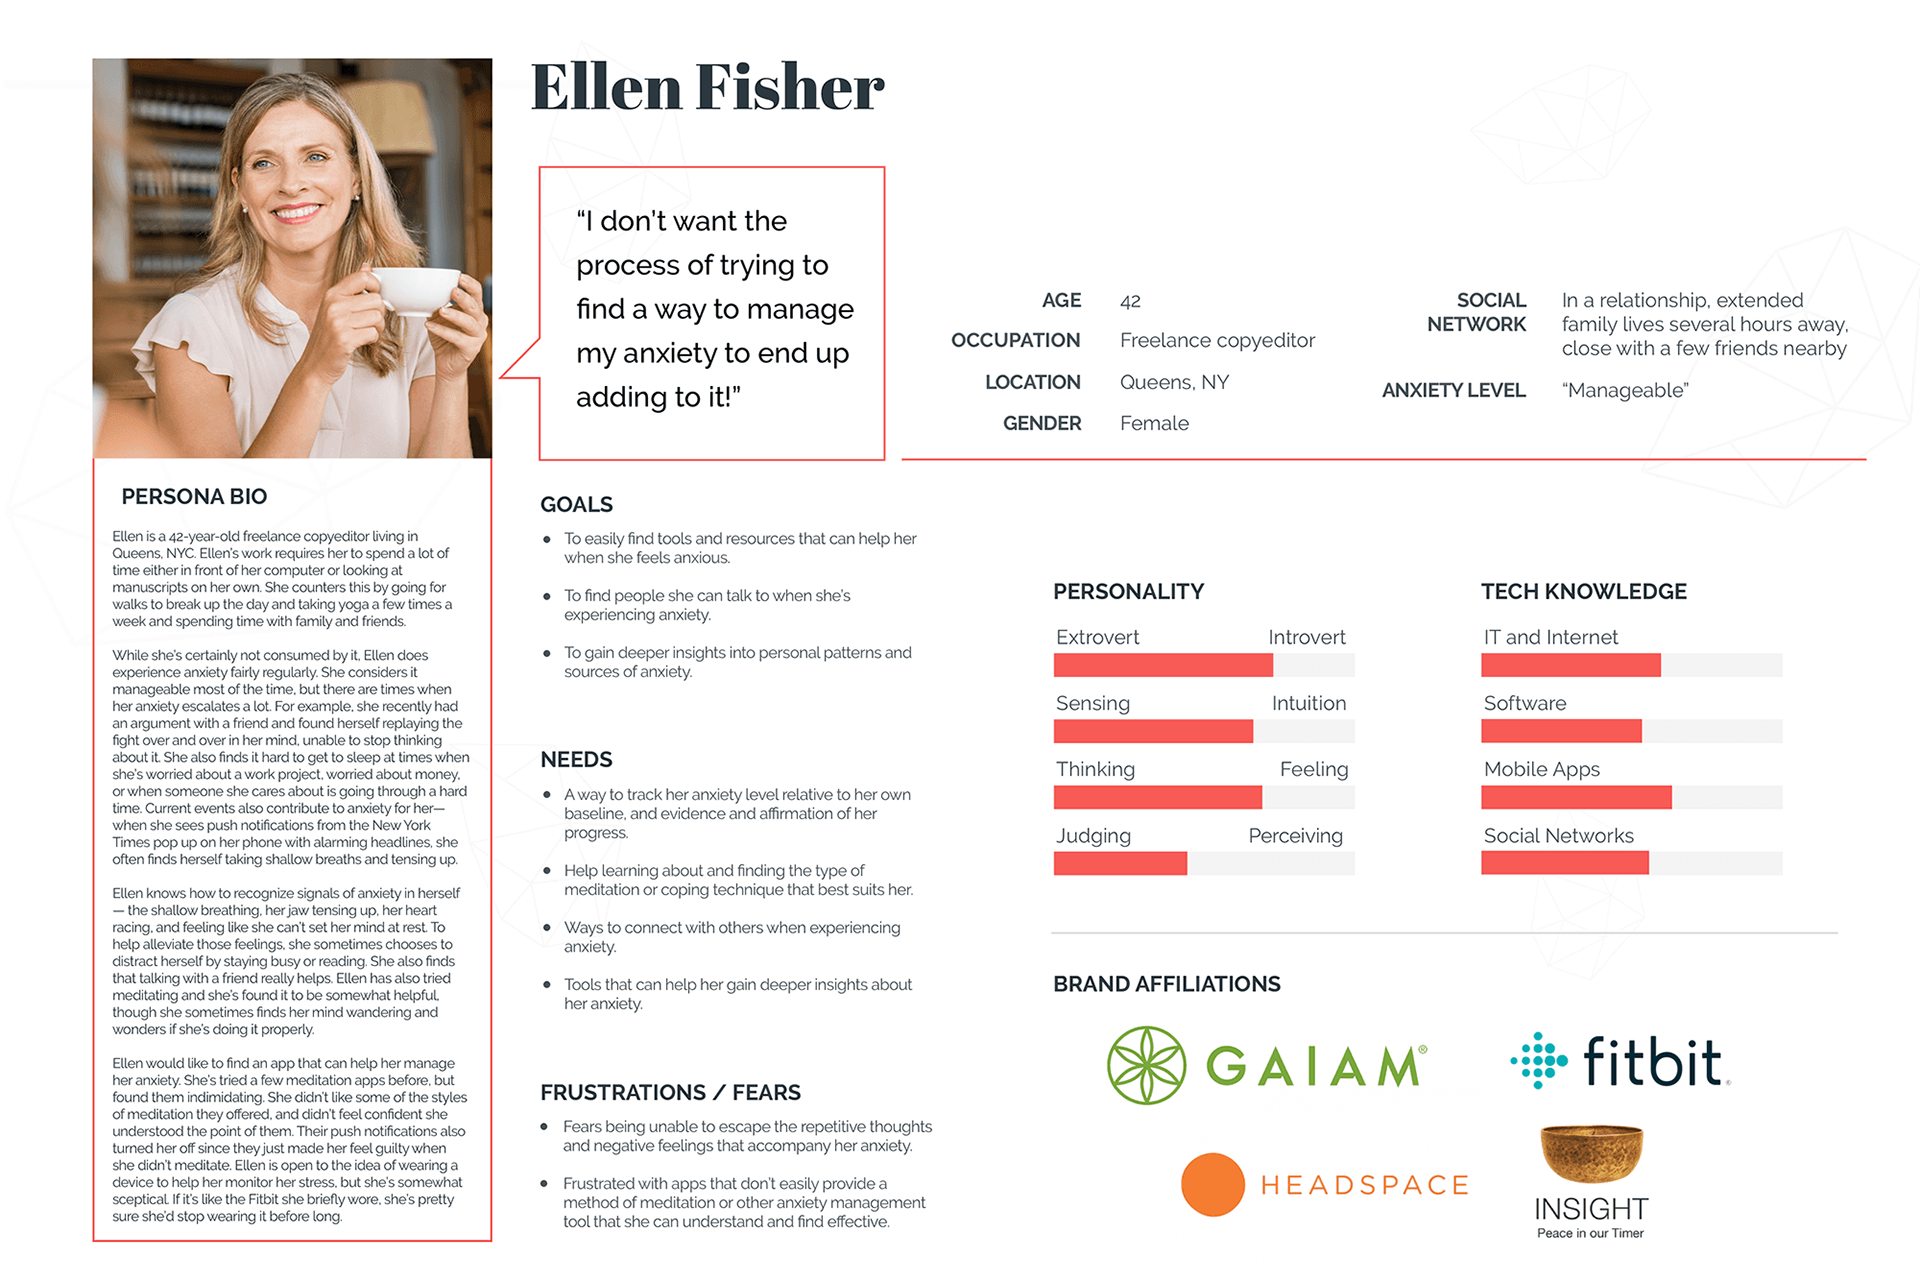 Ellen Fisher
“I don’t want the
process of trying to
find a way to manage
my anxiety to end up
adding to it!”
AGE 42
OCCUPATION Freelance copyeditor
LOCATION Queens, NY
GENDER Female
SOCIAL
NETWORK
In a relationship, extended
family lives several hours away,
close with a few friends nearby
ANXIETY LEVEL “Manageable”
PERSONA BIO
Ellen is a 42-year-old freelance copyeditor living in
Queens, NYC. Ellen’s work requires her to spend a lot of
time either in front of her computer or looking at
manuscripts on her own. She counters this by going for
walks to break up the day and taking yoga a few times a
week and spending time with family and friends.
While she’s certainly not consumed by it, Ellen does
experience anxiety fairly regularly. She considers it
manageable most of the time, but there are times when
her anxiety escalates a lot. For example, she recently had
an argument with a friend and found herself replaying the
fight over and over in her mind, unable to stop thinking
about it. She also finds it hard to get to sleep at times when
she’s worried about a work project, worried about money,
or when someone she cares about is going through a hard
time. Current events also contribute to anxiety for her—
when she sees push notifications from the New York
Times pop up on her phone with alarming headlines, she
often finds herself taking shallow breaths and tensing up.
Ellen knows how to recognize signals of anxiety in herself
— the shallow breathing, her jaw tensing up, her heart
racing, and feeling like she can’t set her mind at rest. To
help alleviate those feelings, she sometimes chooses to
distract herself by staying busy or reading. She also finds
that talking with a friend really helps. Ellen has also tried
meditating and she’s found it to be somewhat helpful,
though she sometimes finds her mind wandering and
wonders if she’s doing it properly.
Ellen would like to find an app that can help her manage
her anxiety. She’s tried a few meditation apps before, but
found them indimidating. She didn’t like some of the styles
of meditation they offered, and didn’t feel confident she
understood the point of them. Their push notifications also
turned her off since they just made her feel guilty when
she didn’t meditate. Ellen is open to the idea of wearing a
device to help her monitor her stress, but she’s somewhat
sceptical. If it’s like the Fitbit she briefly wore, she’s pretty
sure she’d stop wearing it before long.
GOALS
• To easily find tools and resources that can help her
when she feels anxious.
• To find people she can talk to when she’s
experiencing anxiety.
• To gain deeper insights into personal patterns and
sources of anxiety.
NEEDS
• A way to track her anxiety level relative to her own
baseline, and evidence and affirmation of her
progress.
• Help learning about and finding the type of
meditation or coping technique that best suits her.
• Ways to connect with others when experiencing
anxiety.
• Tools that can help her gain deeper insights about
her anxiety.
FRUSTRATIONS / FEARS
• Fears being unable to escape the repetitive thoughts
and negative feelings that accompany her anxiety.
• Frustrated with apps that don’t easily provide a
method of meditation or other anxiety management
tool that she can understand and find effective.
PERSONALITY
Extrovert Introvert
Sensing Intuition
Thinking Feeling
Judging Perceiving
TECH KNOWLEDGE
IT and Internet
Software
Mobile Apps
Social Networks
BRAND AFFILIATIONS
GAIAM®
fitbit®
HEADSPACE
INSIGHT
Peace in our Timer